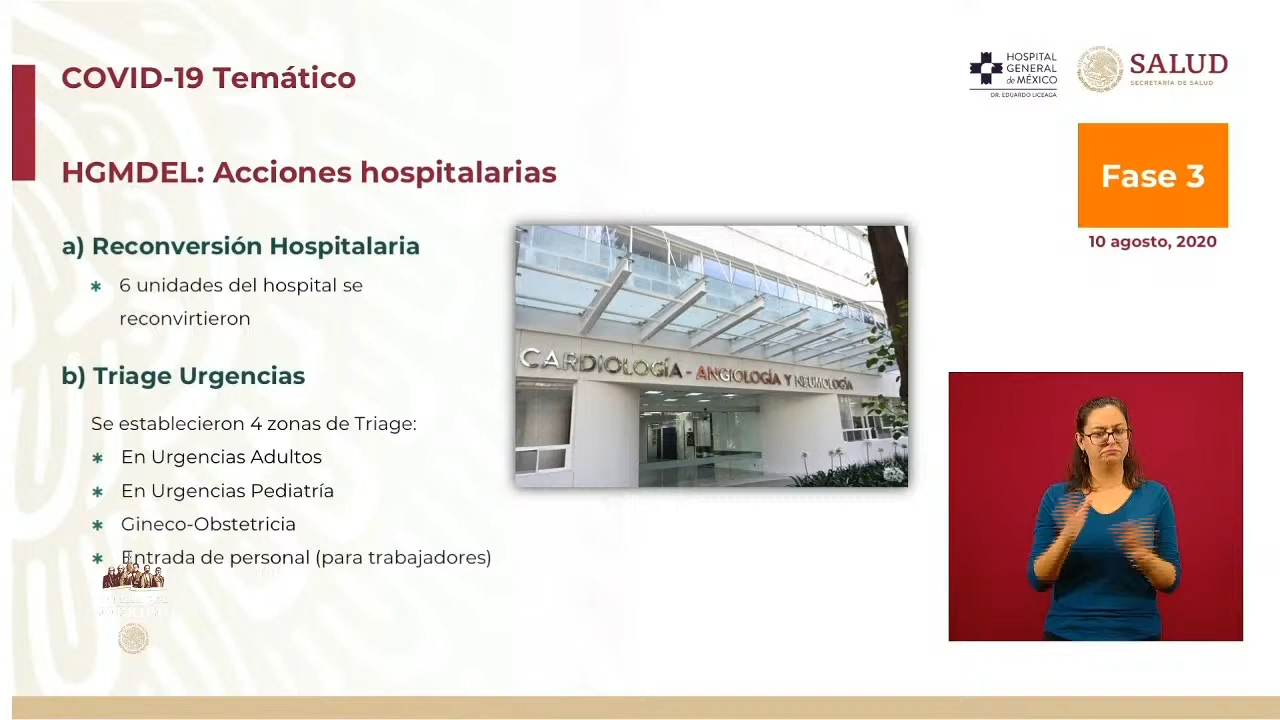 COVID-19 Temático
HOSPITAL
GENERAL
de MÉXICO
DR. EDUARDO LICEAGA
SALUD
SECRETARÍA DE SALUD
HGMDEL: Acciones hospitalarias
Fase 3
10 agosto, 2020
a) Reconversión Hospitalaria
* 6 unidades del hospital se
reconvirtieron
b) Triage Urgencias
Se establecieron 4 zonas de Triage:
* En Urgencias Adultos
* En Urgencias Pediatría
* Gineco-Obstetricia
* Entrada de personal (para trabajadores)
CARDIOLOGÍA - ANGIOLOGÍA Y NEUMOLOGÍA